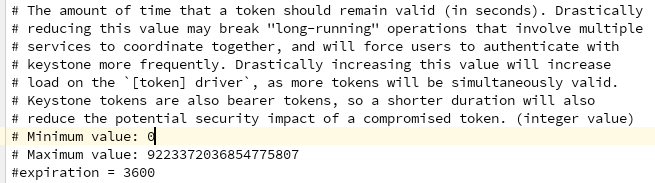 # The amount of time that a token should remain valid (in seconds). Drastically
# reducing this value may break "long-running" operations that involve multiple
# services to coordinate together, and will force users to authenticate with
# keystone more frequently. Drastically increasing this value will increase
# load on the `[token] driver`, as more tokens will be simultaneously valid.
# Keystone tokens are also bearer tokens, so a shorter duration will also
# reduce the potential security impact of a compromised token. (integer value)
# Minimum value: 0
# Maximum value: 9223372036854775807
#expiration = 3600